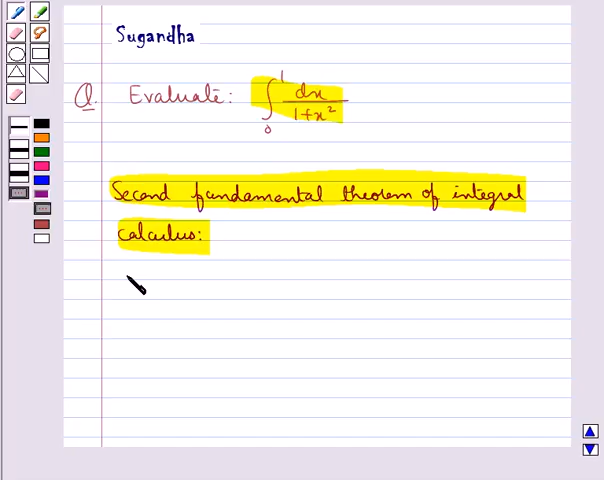 Sugandha
Q. Evaluate: ∫₀¹ dx/(1+x²)
Second fundamental theorem of integral
calculus: